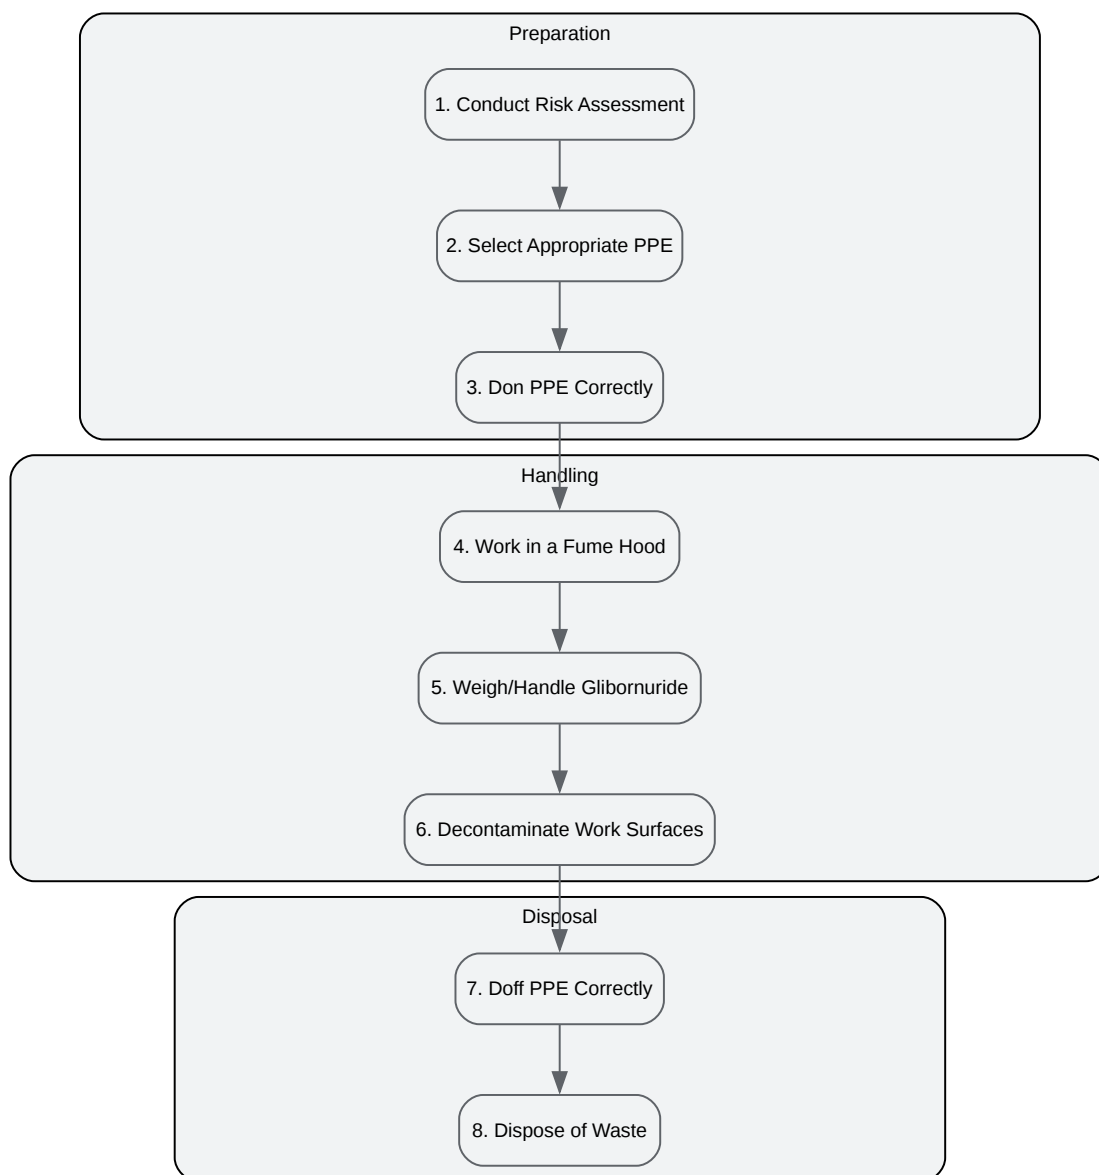 Preparation
1. Conduct Risk Assessment
2. Select Appropriate PPE
3. Don PPE Correctly
Handling
4. Work in a Fume Hood
5. Weigh/Handle Glibornuride
6. Decontaminate Work Surfaces
Disposal
7. Doff PPE Correctly
8. Dispose of Waste